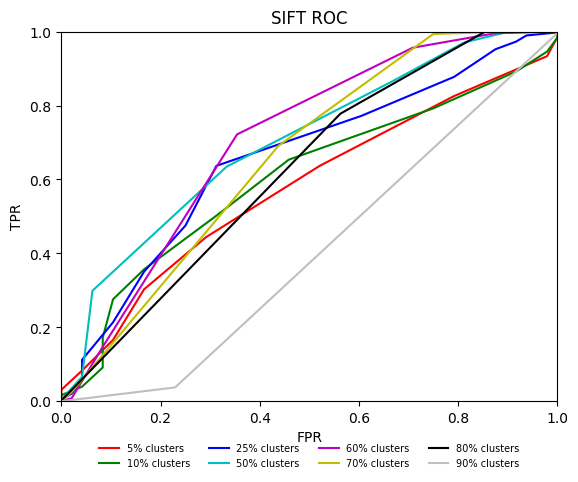 SIFT ROC
1.0
0.8
0.6
0.4
0.2
0.0
TPR
0.0 0.2 0.4 0.6 0.8 1.0
FPR
5% clusters 25% clusters 60% clusters 80% clusters
10% clusters 50% clusters 70% clusters 90% clusters